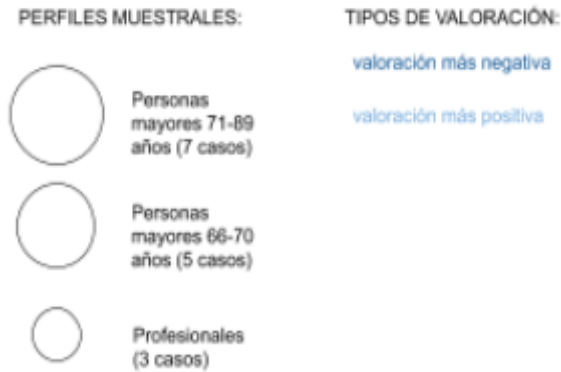 PERFILES MUESTRALES:
Personas
mayores 71-89
años (7 casos)
Personas
mayores 66-70
años (5 casos)
Profesionales
(3 casos)
TIPOS DE VALORACIÓN:
valoración más negativa
valoración más positiva